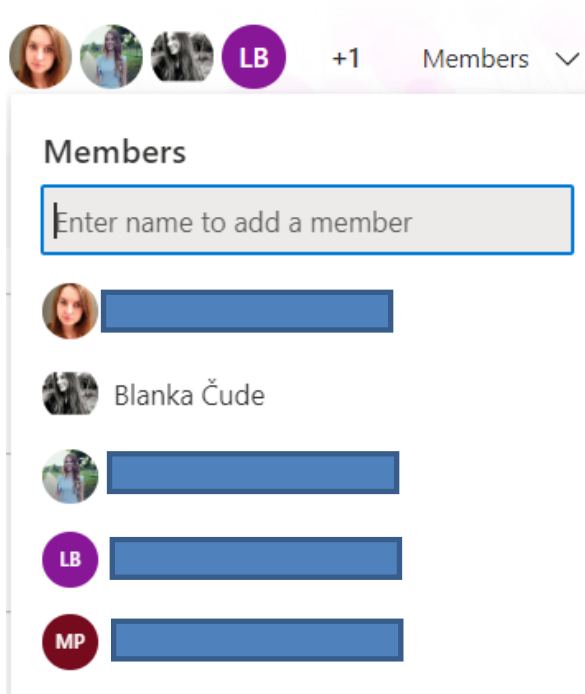 LB +1 Members
Members
Enter name to add a member
Blanka Čude
LB
MP